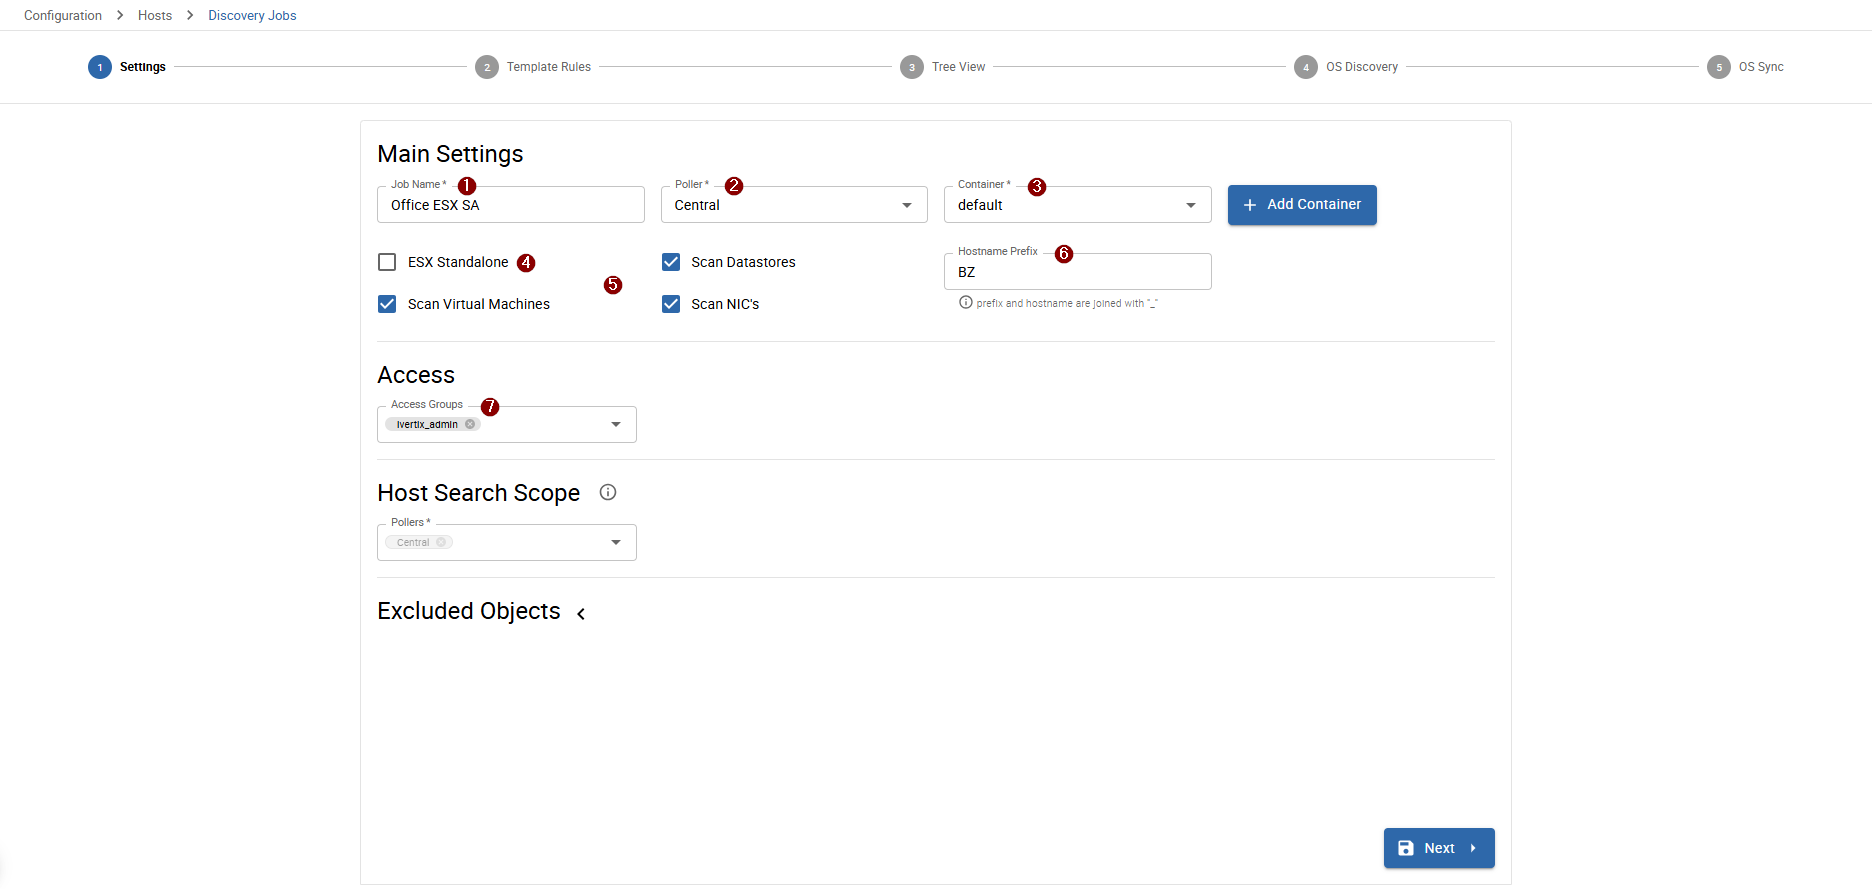 Configuration > Hosts > Discovery Jobs
1 Settings 2 Template Rules 3 Tree View 4 OS Discovery 5 OS Sync
Main Settings
Job Name * 1 Poller * 2 Container * 3
Office ESX SA Central default + Add Container
ESX Standalone 4 Scan Datastores Hostname Prefix 6
BZ
5
Scan Virtual Machines Scan NIC's prefix and hostname are joined with "_"
Access
Access Groups 7
ivertix_admin
Host Search Scope
Pollers *
Central
Excluded Objects
Next